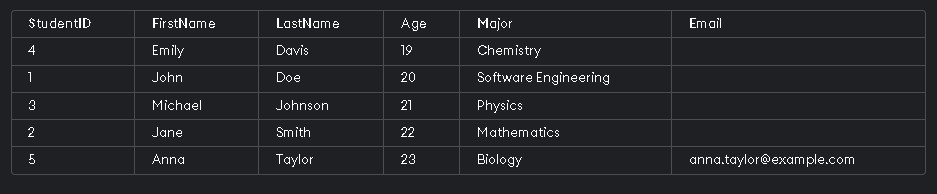 StudentID FirstName LastName Age Major Email
4 Emily Davis 19 Chemistry
1 John Doe 20 Software Engineering
3 Michael Johnson 21 Physics
2 Jane Smith 22 Mathematics
5 Anna Taylor 23 Biology anna.taylor@example.com